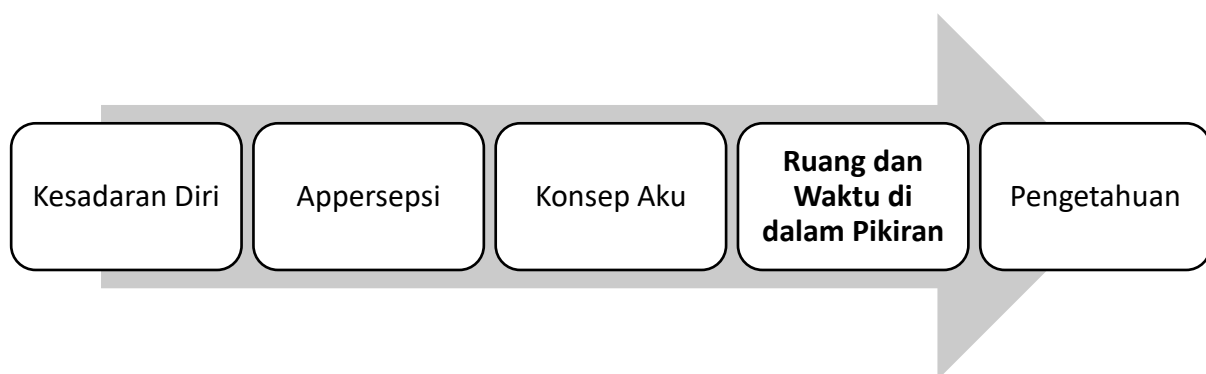 Kesadaran Diri
Appersepsi
Konsep Aku
Ruang dan
Waktu di
dalam Pikiran
Pengetahuan